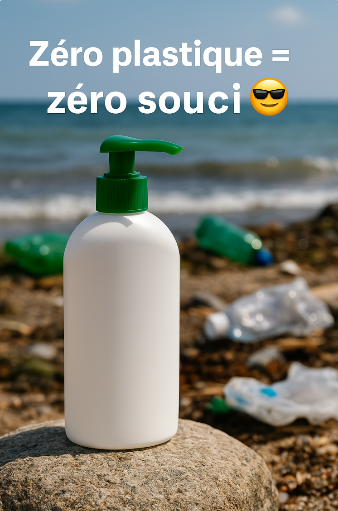 Zéro plastique =
zéro souci 😎